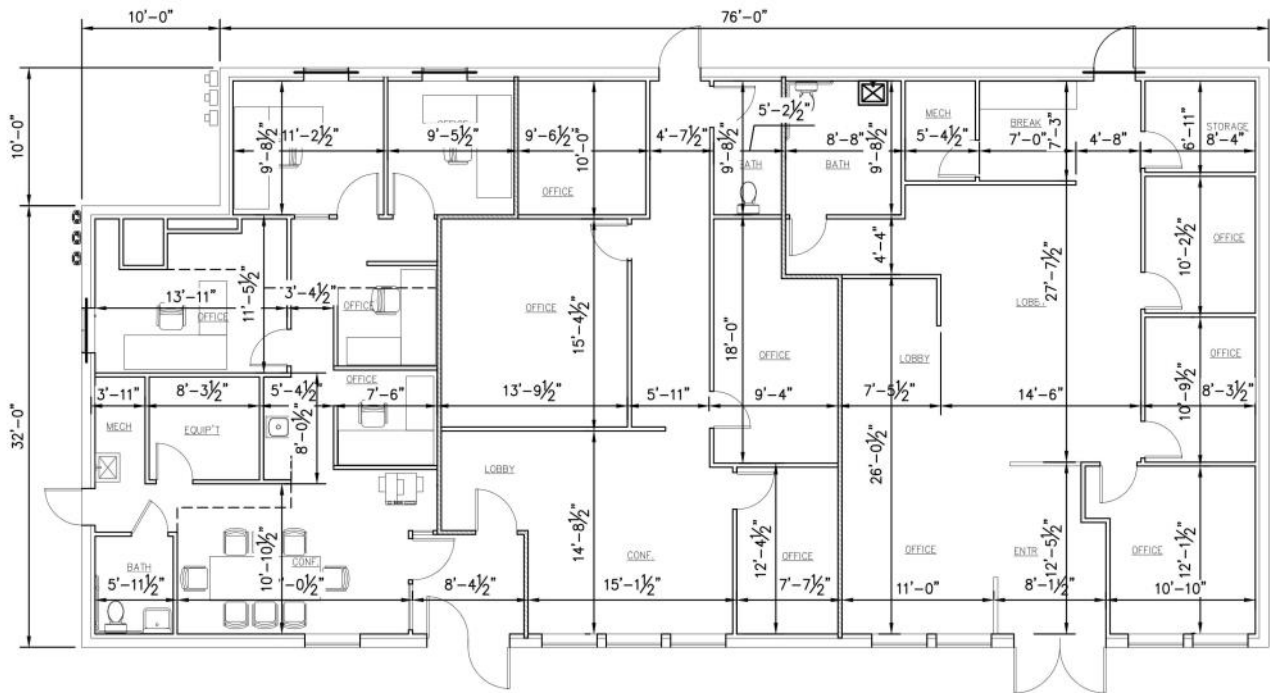 10'-0"
76'-0"
10'-0"
32'-0"
9'-8½"
11'-2½"
OFFICE
9'-5½"
9'-6½"
10'-0"
OFFICE
4'-7½"
9'-8½"
5'-2½"
BATH
8'-8"
9'-8½"
BATH
MECH
5'-4½"
BREAK
7'-0"
7'-3"
4'-8"
6'-11"
STORAGE
8'-4"
13'-11"
11'-5½"
OFFICE
3'-4½"
OFFICE
OFFICE
15'-4½"
18'-0"
OFFICE
4'-4"
27'-7½"
LOBB.
10'-2½"
OFFICE
3'-11"
8'-3½"
5'-4½"
OFFICE
7'-6"
13'-9½"
5'-11"
9'-4"
LOBBY
7'-5½"
14'-6"
OFFICE
10'-9½"
8'-3½"
MECH
EQUIP'T
8'-0½"
LOBBY
14'-8½"
26'-0½"
BATH
5'-11½"
CONF.
10'-10½"
'-0½"
8'-4½"
CONF.
15'-1½"
12'-4½"
OFFICE
7'-7½"
OFFICE
11'-0"
ENTR
12'-5½"
8'-1½"
OFFICE
12'-1½"
10'-10"